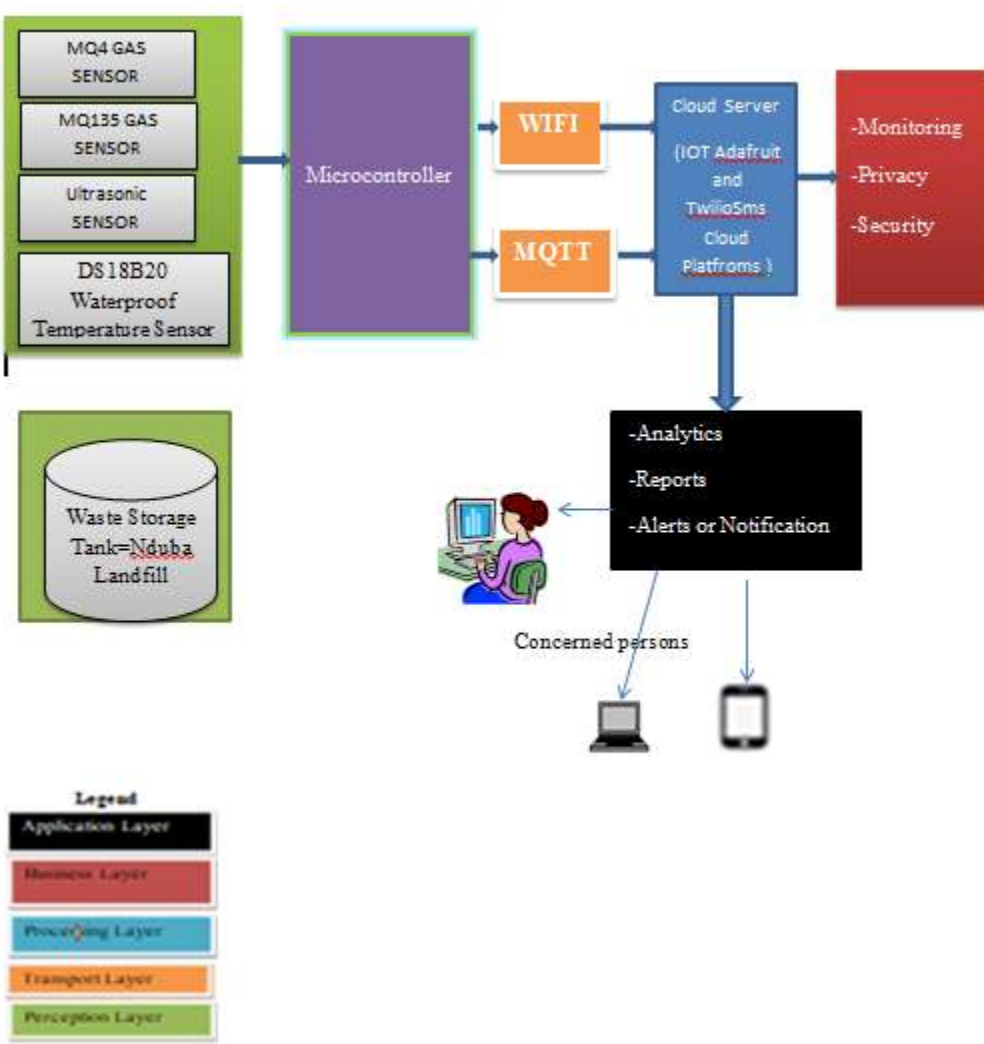 MQ4 GAS
SENSOR
MQ135 GAS
SENSOR
Ultrasonic
SENSOR
DS18B20
Waterproof
Temperature Sensor
Microcontroller
WIFI
MQTT
Cloud Server
(IOT Adafruit
and
TwilioSms
Cloud
Platfroms )
-Monitoring
-Privacy
-Security
Waste Storage
Tank=Nduba
Landfill
-Analytics
-Reports
-Alerts or Notification
Concerned persons
Legend
Application Layer
Business Layer
Processing Layer
Transport Layer
Perception Layer